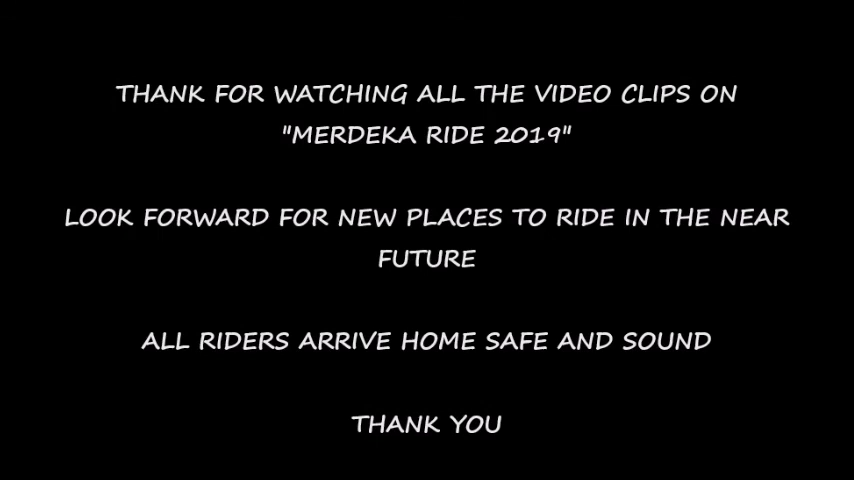 THANK FOR WATCHING ALL THE VIDEO CLIPS ON
"MERDEKA RIDE 2019"
LOOK FORWARD FOR NEW PLACES TO RIDE IN THE NEAR
FUTURE
ALL RIDERS ARRIVE HOME SAFE AND SOUND
THANK YOU